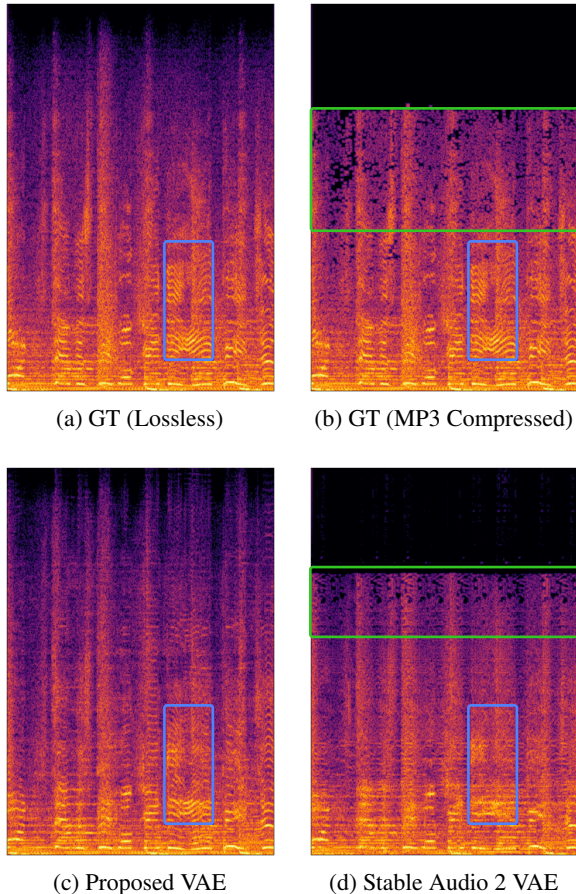 (a) GT (Lossless)
(b) GT (MP3 Compressed)
(c) Proposed VAE
(d) Stable Audio 2 VAE